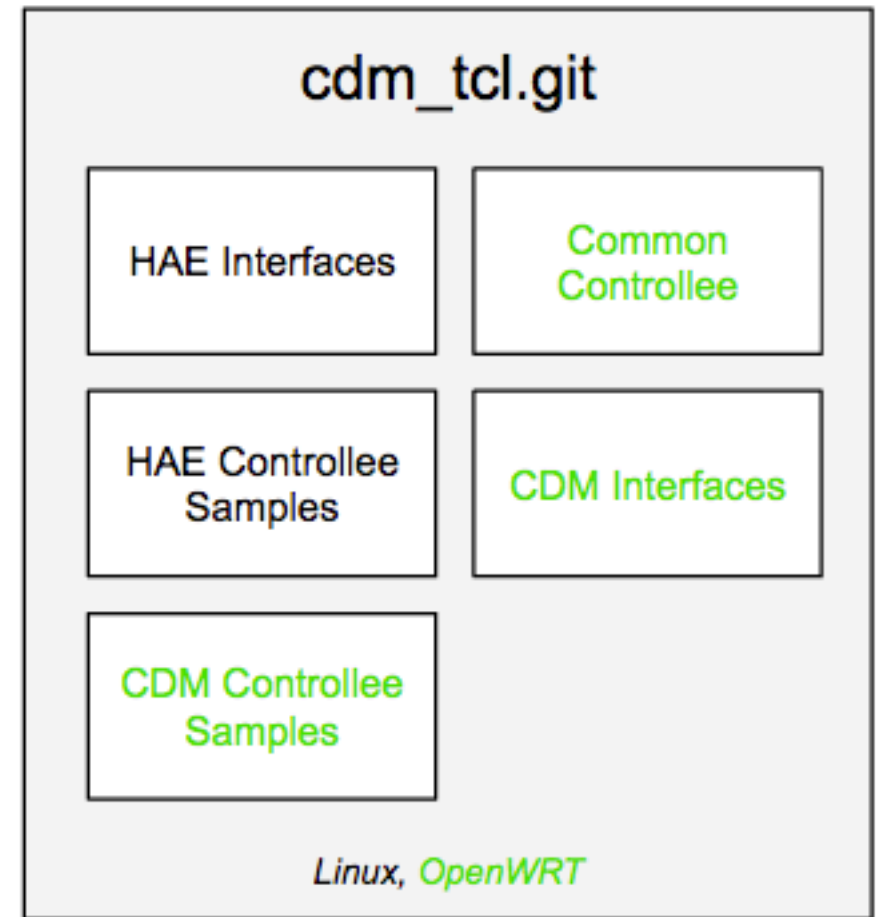 cdm_tcl.git
HAE Interfaces
Common
Controllee
HAE Controllee
Samples
CDM Interfaces
CDM Controllee
Samples
Linux, OpenWRT